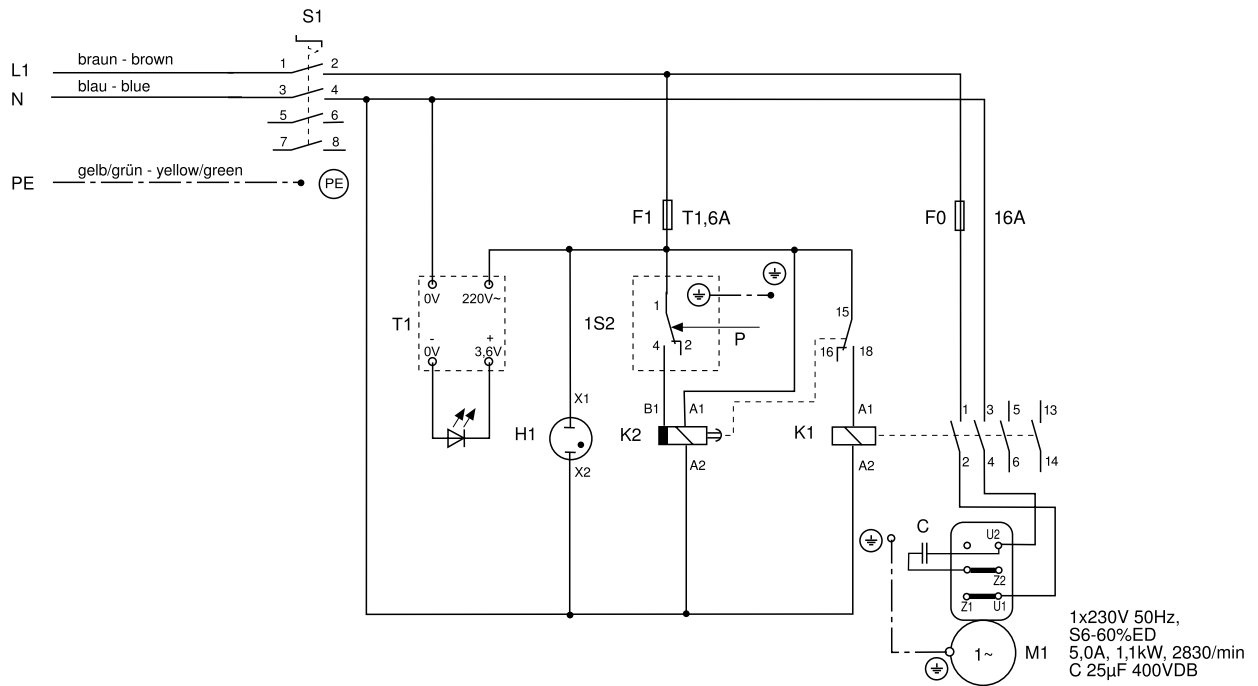 S1
L1 braun - brown 1 2
N blau - blue 3 4
5 6
7 8
PE gelb/grün - yellow/green PE
F1 T1,6A F0 16A
0V 220V~
T1
- +
0V 3,6V
1S2
1
4 2
P
15
16 18
X1
H1
X2
B1 A1
K2
A2
K1
A1
A2
1 3 5 13
2 4 6 14
C
U2
Z2
Z1 U1
1~
M1
1x230V 50Hz,
S6-60%ED
5,0A, 1,1kW, 2830/min
C 25µF 400VDB